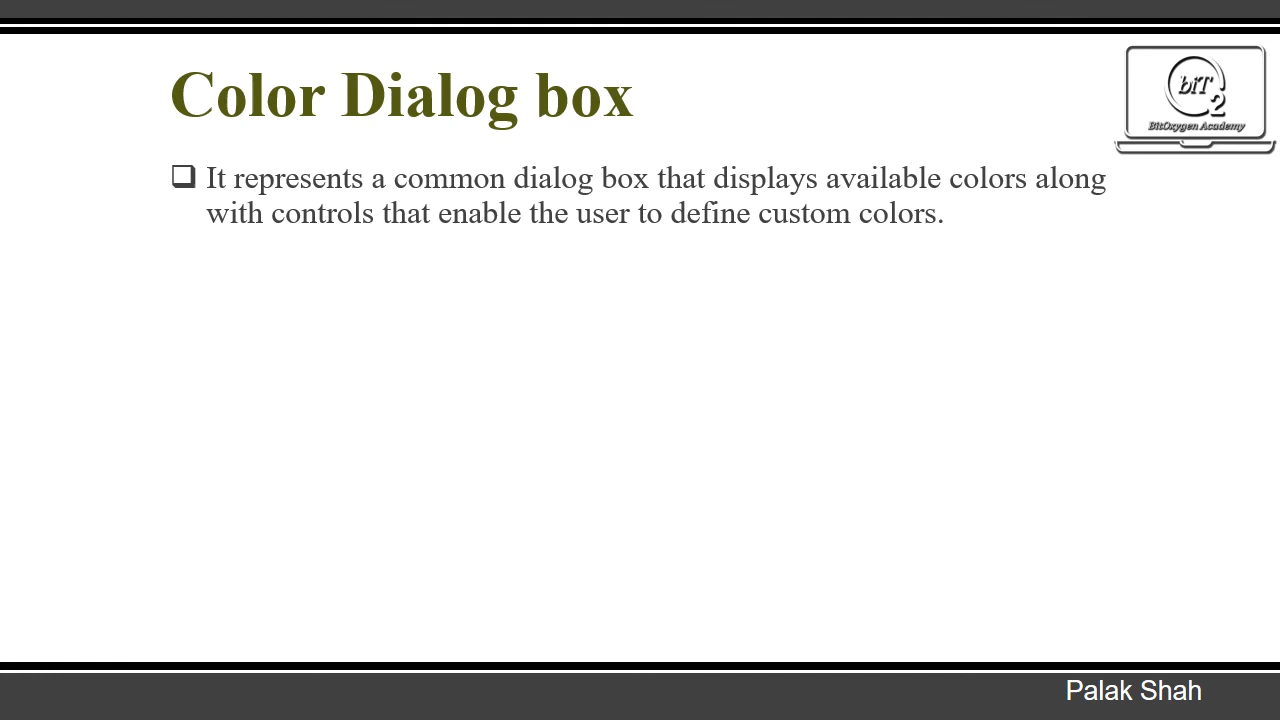 Color Dialog box
biT
2
BitOxygen Academy
It represents a common dialog box that displays available colors along
with controls that enable the user to define custom colors.
Palak Shah